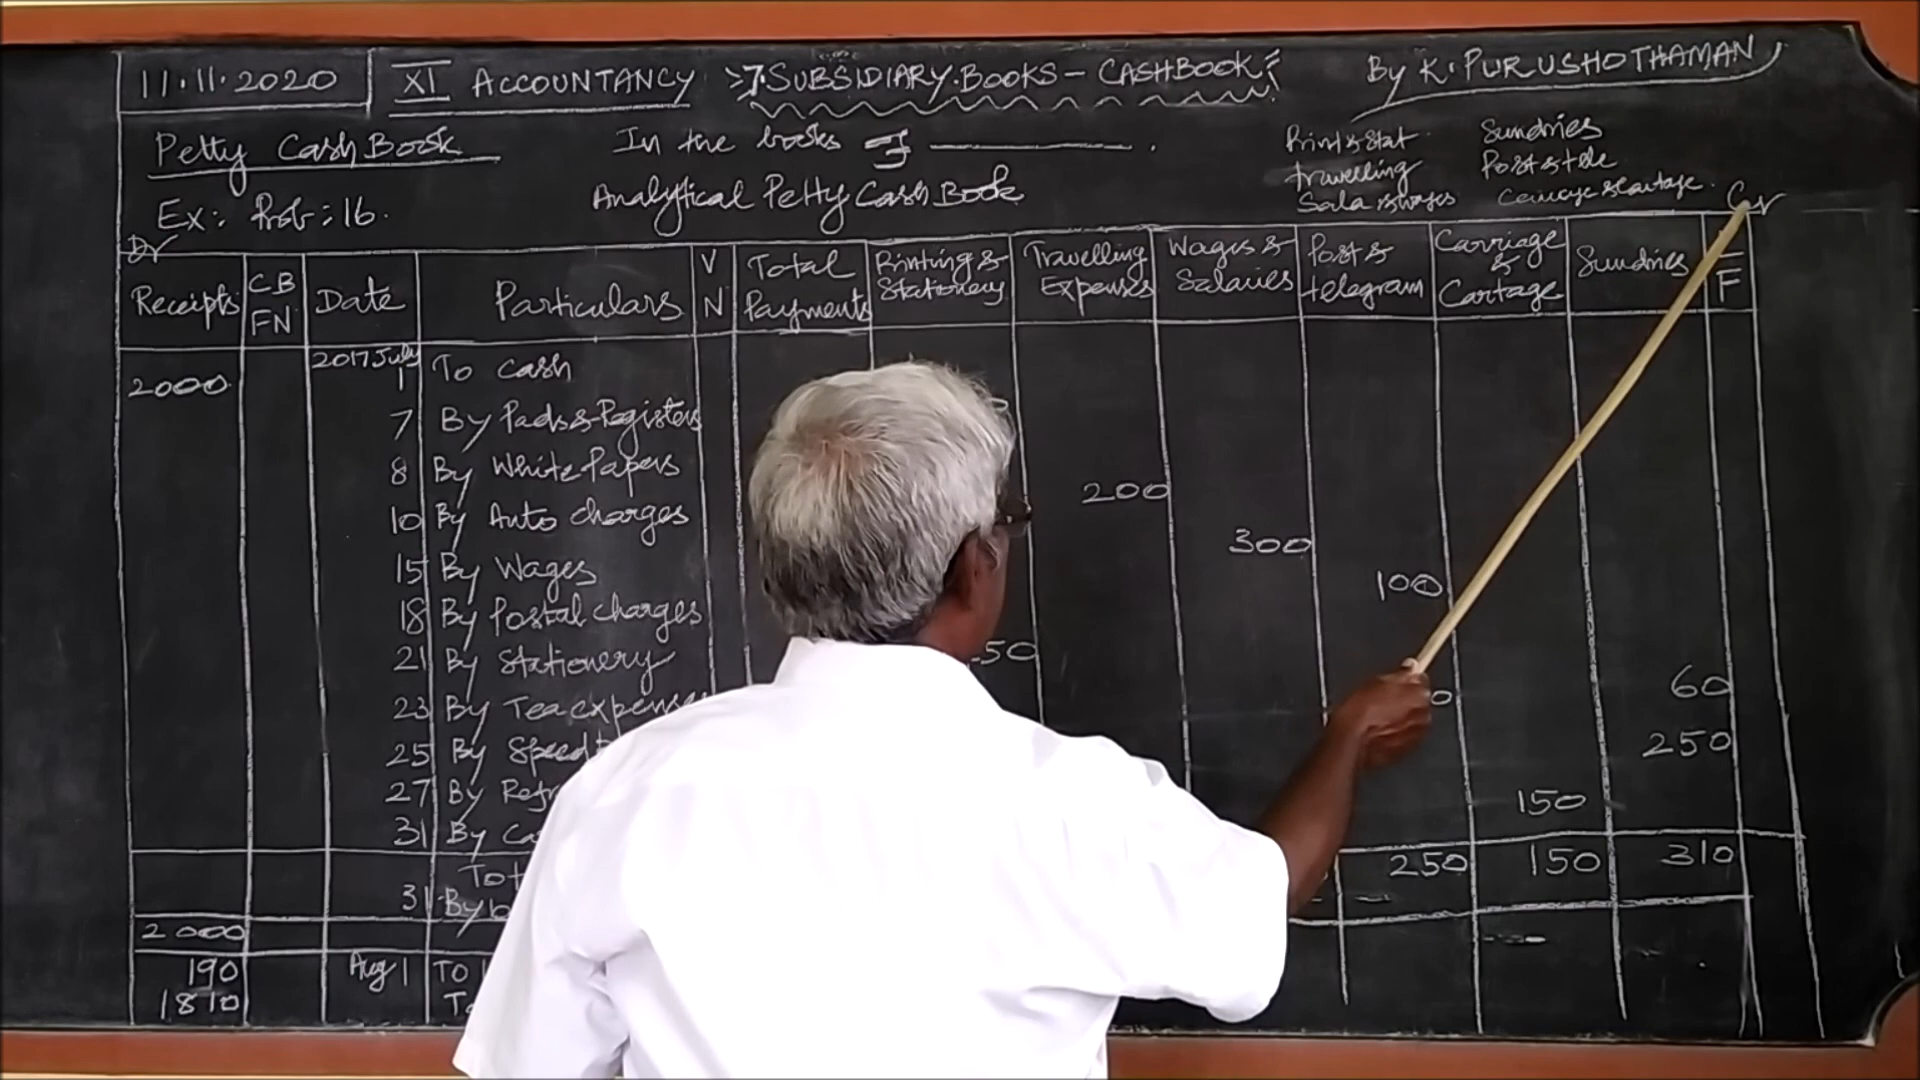 11.11.2020 XI ACCOUNTANCY 7. SUBSIDIARY BOOKS - CASHBOOK By K. PURUSHOTHAMAN
Petty Cash Book In the books of
Print & Stat Sundries
Travelling Post & tele
Ex: Prob: 16. Analytical Petty Cash Book
Dr Cr
Receipts CB FN Date Particulars V N Total Payments Printing & Stationery Travelling Expenses Wages & Salaries Post & telegram Carriage & Cartage Sundries F
2000 2017 July 1 To Cash
7 By Pads & Registers
8 By White Papers 200
10 By Auto charges 300
15 By Wages 100
18 By Postal charges
21 By Stationery 50 60
23 By Tea expenses 250
25 By
27 By 150
31 By
250 150 310
31 By
2000
190 Aug 1 To
1810